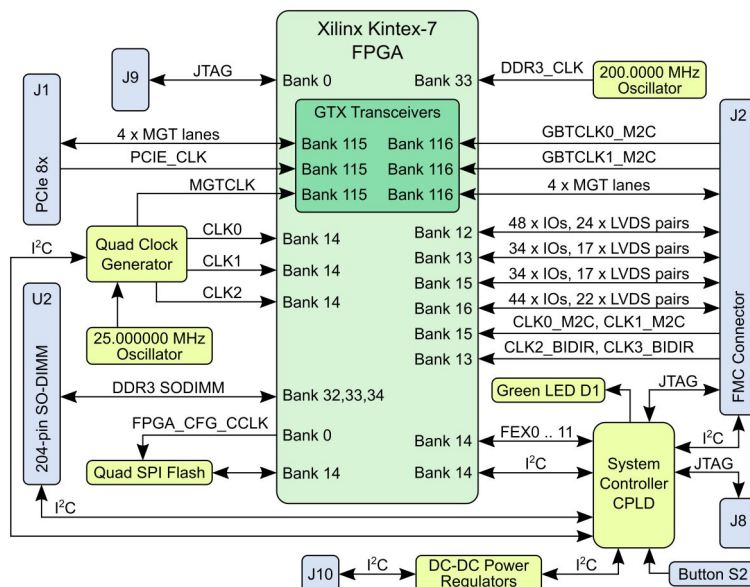 Xilinx Kintex-7
FPGA
J9
JTAG
Bank 0
Bank 33
DDR3_CLK
200.0000 MHz
Oscillator
J1
PCIe 8x
GTX Transceivers
4 x MGT lanes
Bank 115
Bank 116
GBTCLK0_M2C
PCIE_CLK
Bank 115
Bank 116
GBTCLK1_M2C
MGTCLK
Bank 115
Bank 116
4 x MGT lanes
J2
FMC Connector
I²C
Quad Clock
Generator
CLK0
Bank 14
CLK1
Bank 14
CLK2
Bank 14
25.000000 MHz
Oscillator
Bank 12
48 x IOs, 24 x LVDS pairs
Bank 13
34 x IOs, 17 x LVDS pairs
Bank 15
34 x IOs, 17 x LVDS pairs
Bank 16
44 x IOs, 22 x LVDS pairs
Bank 15
CLK0_M2C, CLK1_M2C
Bank 13
CLK2_BIDIR, CLK3_BIDIR
U2
204-pin SO-DIMM
DDR3 SODIMM
Bank 32,33,34
Green LED D1
JTAG
FPGA_CFG_CCLK
Bank 0
Quad SPI Flash
Bank 14
Bank 14
FEX0 .. 11
Bank 14
I²C
System
Controller
CPLD
I²C
JTAG
J8
I²C
J10
I²C
DC-DC Power
Regulators
I²C
Button S2